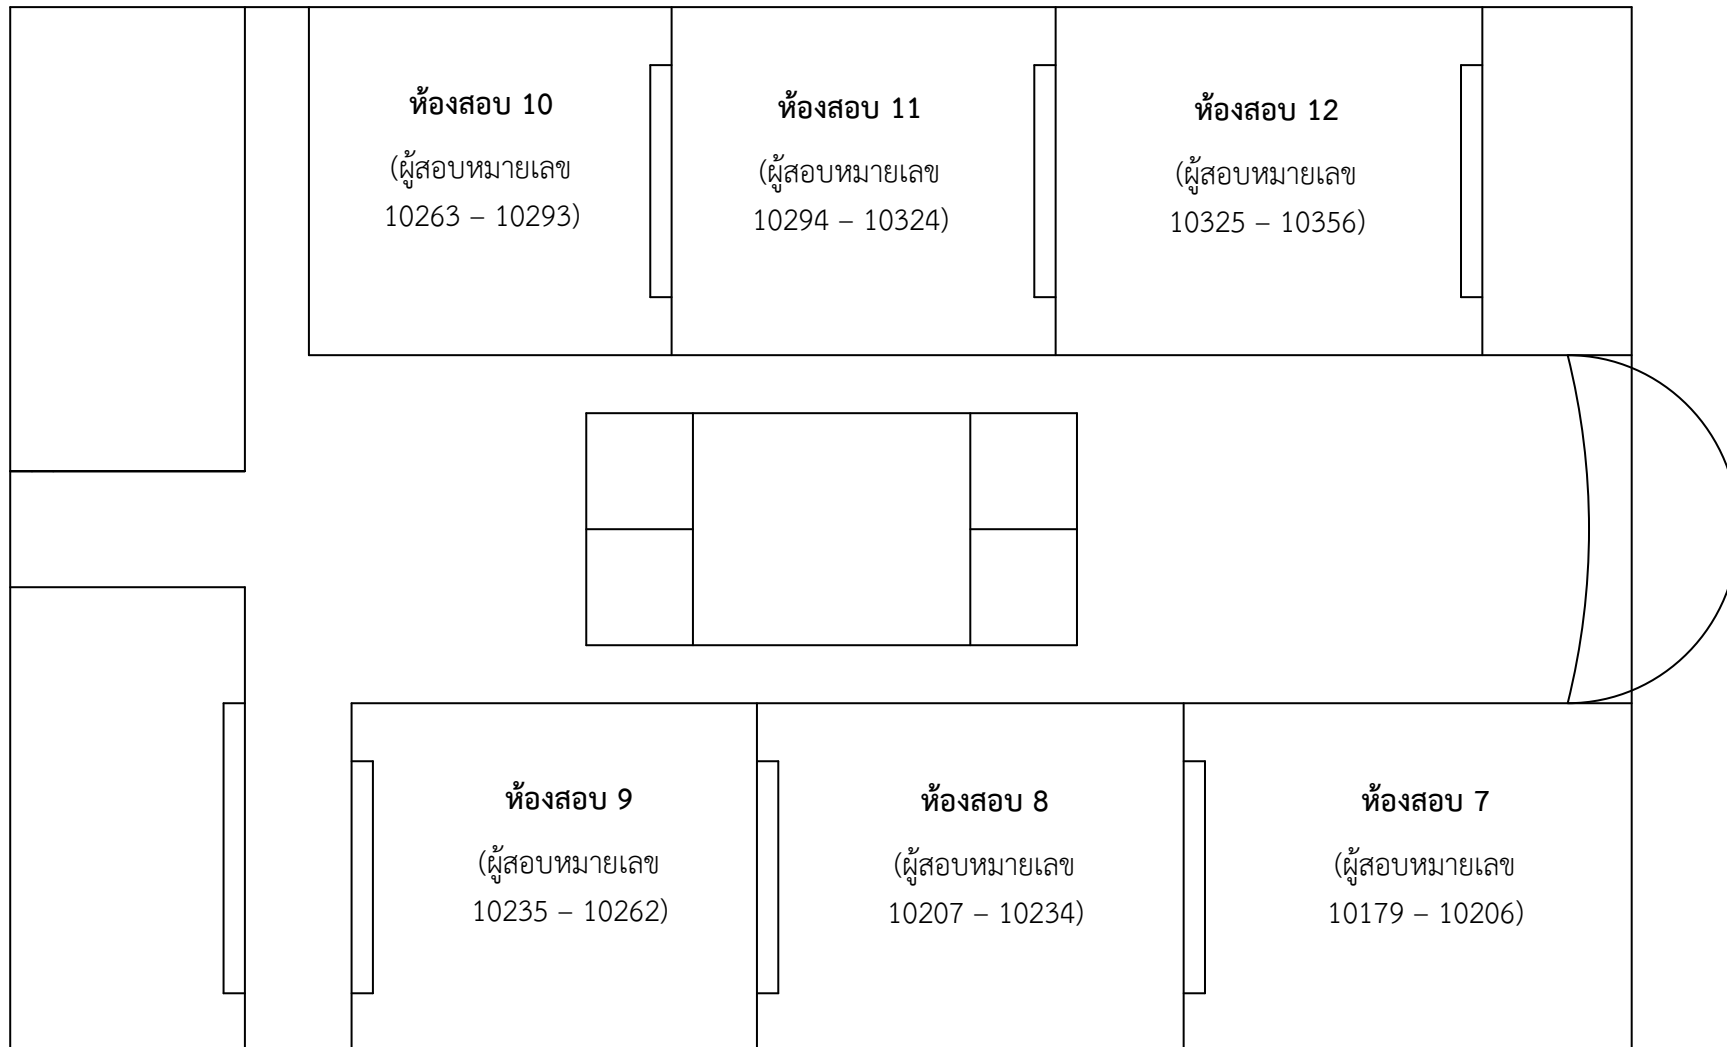 ห้องสอบ 10
(ผู้สอบหมายเลข
10263 – 10293)
ห้องสอบ 11
(ผู้สอบหมายเลข
10294 – 10324)
ห้องสอบ 12
(ผู้สอบหมายเลข
10325 – 10356)
ห้องสอบ 9
(ผู้สอบหมายเลข
10235 – 10262)
ห้องสอบ 8
(ผู้สอบหมายเลข
10207 – 10234)
ห้องสอบ 7
(ผู้สอบหมายเลข
10179 – 10206)